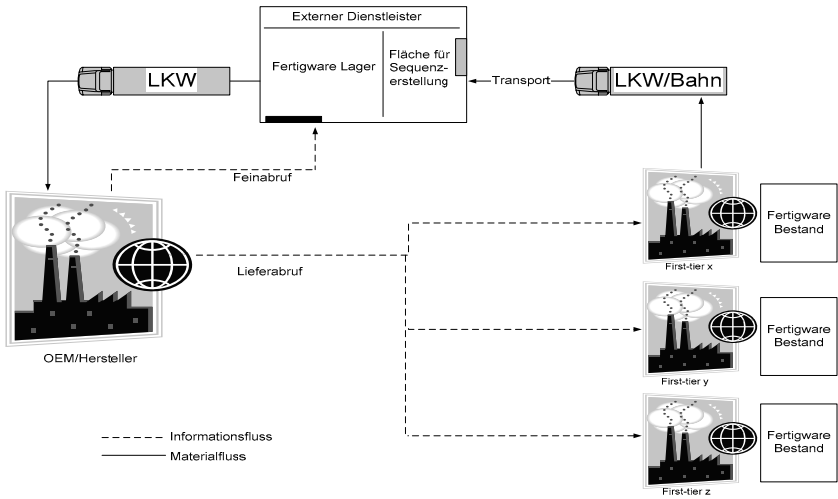 Externer Dienstleister
LKW
Fertigware Lager
Fläche für
Sequenz-
erstellung
Transport
LKW/Bahn
Feinabruf
Lieferabruf
OEM/Hersteller
First-tier x
Fertigware
Bestand
First-tier y
Fertigware
Bestand
First-tier z
Fertigware
Bestand
Informationsfluss
Materialfluss